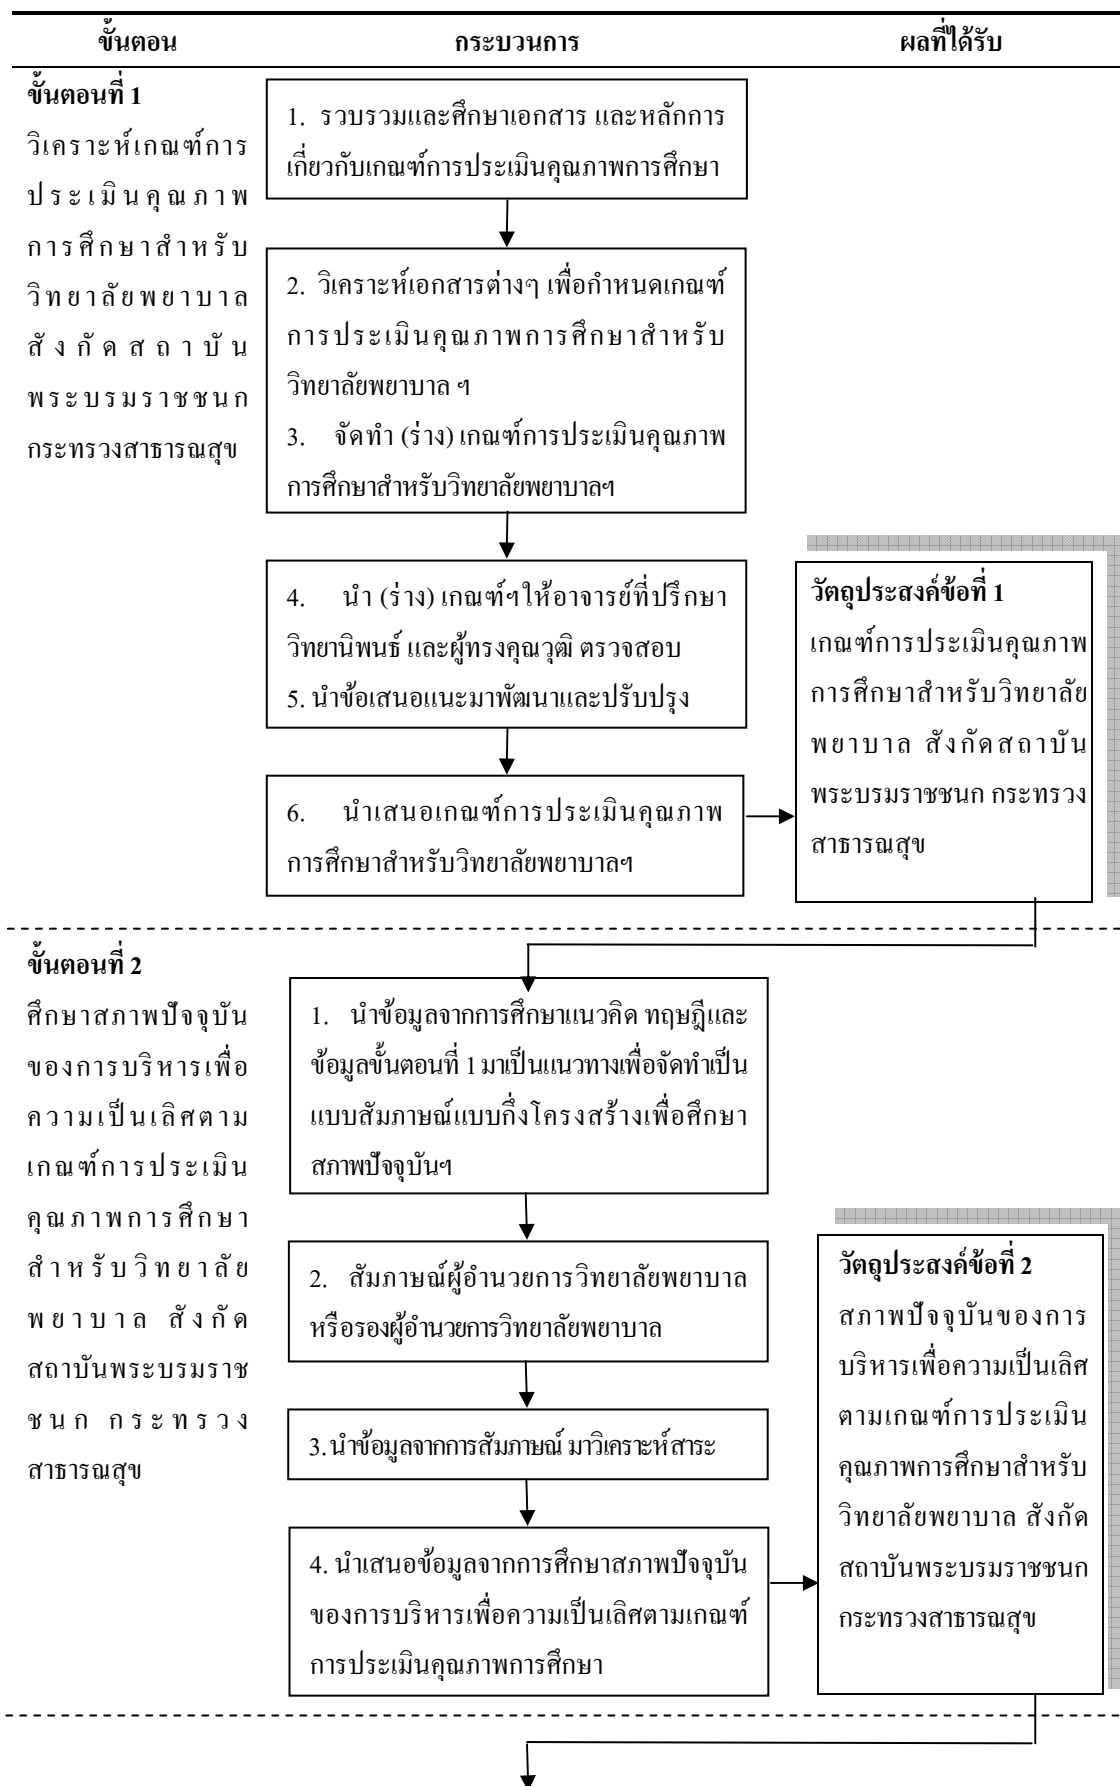 ขั้นตอน กระบวนการ ผลที่ได้รับ
ขั้นตอนที่ 1
วิเคราะห์เกณฑ์การ
ประเมินคุณภาพ
การศึกษาสำหรับ
วิทยาลัยพยาบาล
สังกัดสถาบัน
พระบรมราชชนก
กระทรวงสาธารณสุข
1. รวบรวมและศึกษาเอกสาร และหลักการ
เกี่ยวกับเกณฑ์การประเมินคุณภาพการศึกษา
2. วิเคราะห์เอกสารต่างๆ เพื่อกำหนดเกณฑ์
การประเมินคุณภาพการศึกษาสำหรับ
วิทยาลัยพยาบาล ฯ
3. จัดทำ (ร่าง) เกณฑ์การประเมินคุณภาพ
การศึกษาสำหรับวิทยาลัยพยาบาลฯ
4. นำ (ร่าง) เกณฑ์ฯให้อาจารย์ที่ปรึกษา
วิทยานิพนธ์ และผู้ทรงคุณวุฒิ ตรวจสอบ
5. นำข้อเสนอแนะมาพัฒนาและปรับปรุง
6. นำเสนอเกณฑ์การประเมินคุณภาพ
การศึกษาสำหรับวิทยาลัยพยาบาลฯ
วัตถุประสงค์ข้อที่ 1
เกณฑ์การประเมินคุณภาพ
การศึกษาสำหรับวิทยาลัย
พยาบาล สังกัดสถาบัน
พระบรมราชชนก กระทรวง
สาธารณสุข
ขั้นตอนที่ 2
ศึกษาสภาพปัจจุบัน
ของการบริหารเพื่อ
ความเป็นเลิศตาม
เกณฑ์การประเมิน
คุณภาพการศึกษา
สำหรับวิทยาลัย
พยาบาล สังกัด
สถาบันพระบรมราช
ชนก กระทรวง
สาธารณสุข
1. นำข้อมูลจากการศึกษาแนวคิด ทฤษฎีและ
ข้อมูลขั้นตอนที่ 1 มาเป็นแนวทางเพื่อจัดทำเป็น
แบบสัมภาษณ์แบบกึ่งโครงสร้างเพื่อศึกษา
สภาพปัจจุบันฯ
2. สัมภาษณ์ผู้อำนวยการวิทยาลัยพยาบาล
หรือรองผู้อำนวยการวิทยาลัยพยาบาล
3. นำข้อมูลจากการสัมภาษณ์ มาวิเคราะห์สาระ
4. นำเสนอข้อมูลจากการศึกษาสภาพปัจจุบัน
ของการบริหารเพื่อความเป็นเลิศตามเกณฑ์
การประเมินคุณภาพการศึกษา
วัตถุประสงค์ข้อที่ 2
สภาพปัจจุบันของการ
บริหารเพื่อความเป็นเลิศ
ตามเกณฑ์การประเมิน
คุณภาพการศึกษาสำหรับ
วิทยาลัยพยาบาล สังกัด
สถาบันพระบรมราชชนก
กระทรวงสาธารณสุข